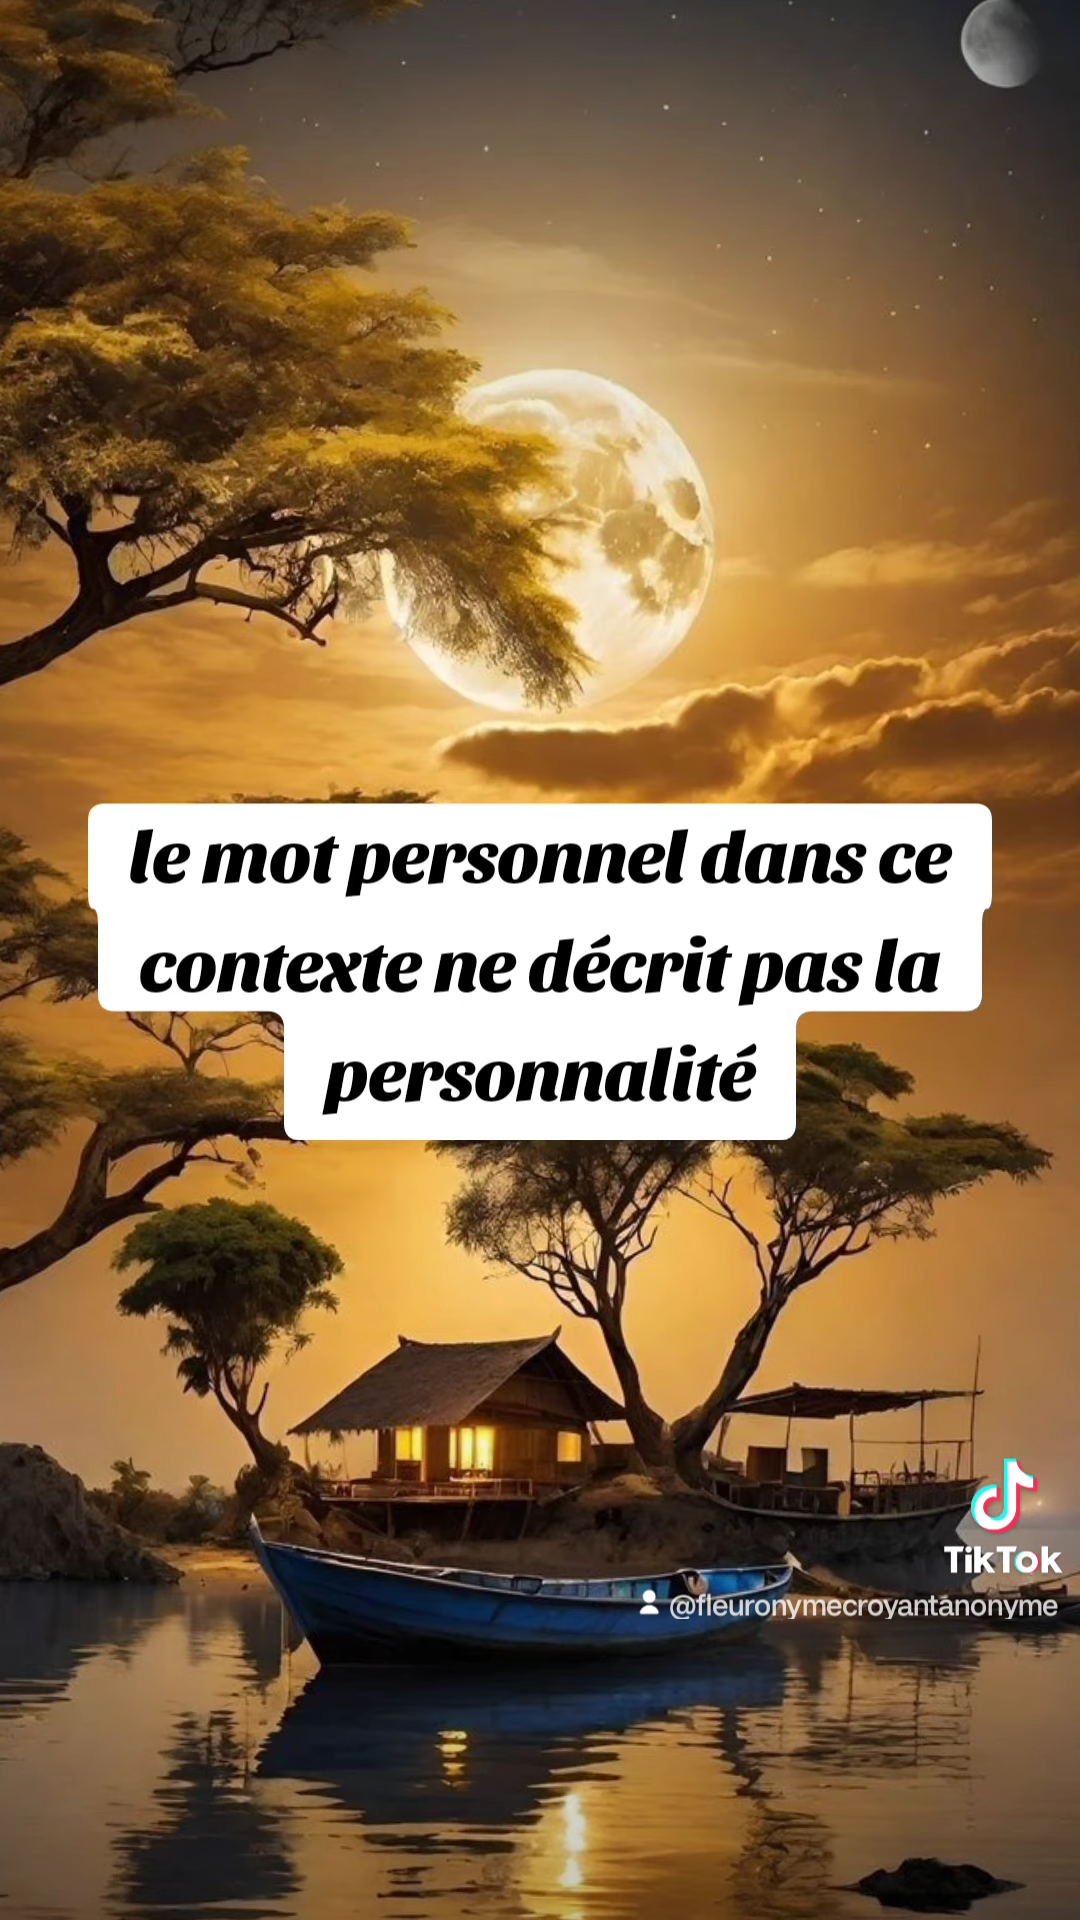 le mot personnel dans ce
contexte ne décrit pas la
personnalité
TikTok
@fleuronymecroyantanonyme